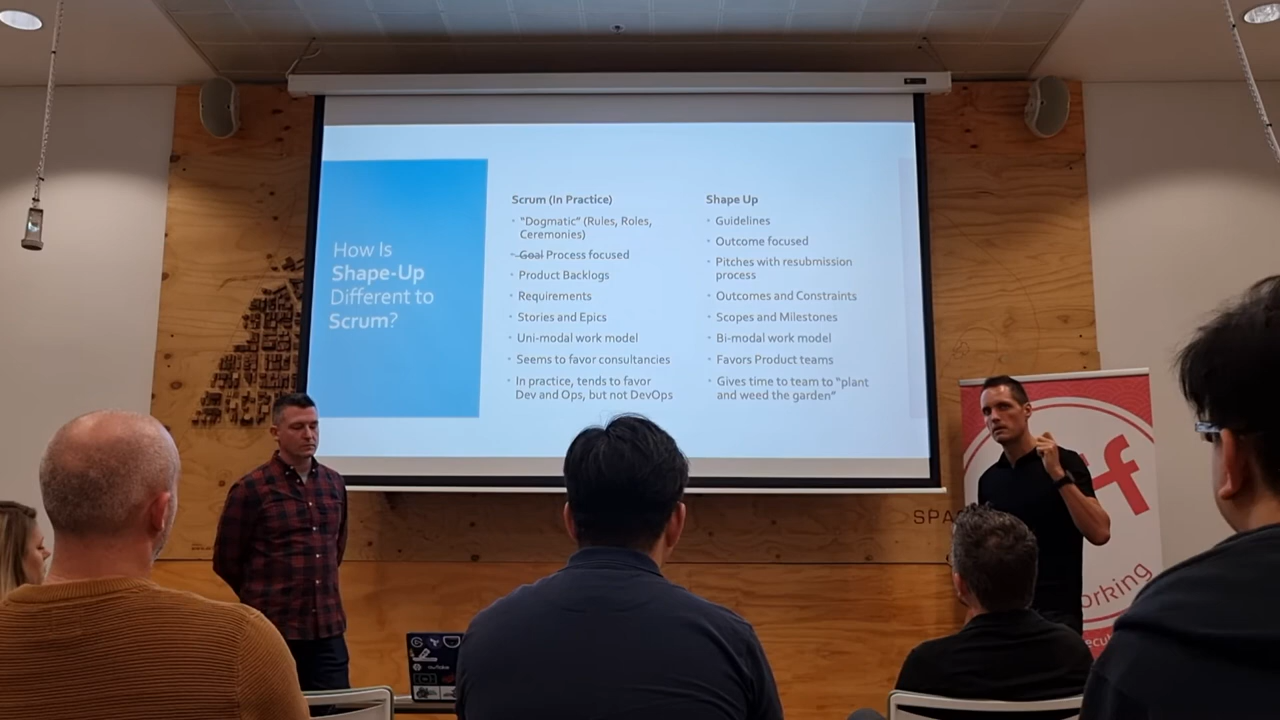 How Is
Shape-Up
Different to
Scrum?
Scrum (In Practice)
"Dogmatic" (Rules, Roles,
Ceremonies)
Goal Process focused
Product Backlogs
Requirements
Stories and Epics
Uni-modal work model
Seems to favor consultancies
In practice, tends to favor
Dev and Ops, but not DevOps
Shape Up
Guidelines
Outcome focused
Pitches with resubmission
process
Outcomes and Constraints
Scopes and Milestones
Bi-modal work model
Favors Product teams
Gives time to team to "plant
and weed the garden"
SPA
orking